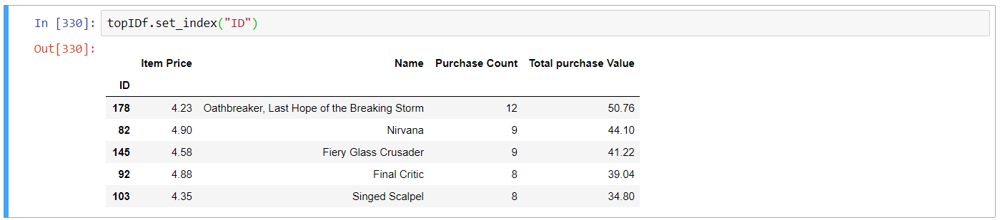 In [330]: topIDf.set_index("ID")
Out[330]:
Item Price Name Purchase Count Total purchase Value
ID
178 4.23 Oathbreaker, Last Hope of the Breaking Storm 12 50.76
82 4.90 Nirvana 9 44.10
145 4.58 Fiery Glass Crusader 9 41.22
92 4.88 Final Critic 8 39.04
103 4.35 Singed Scalpel 8 34.80